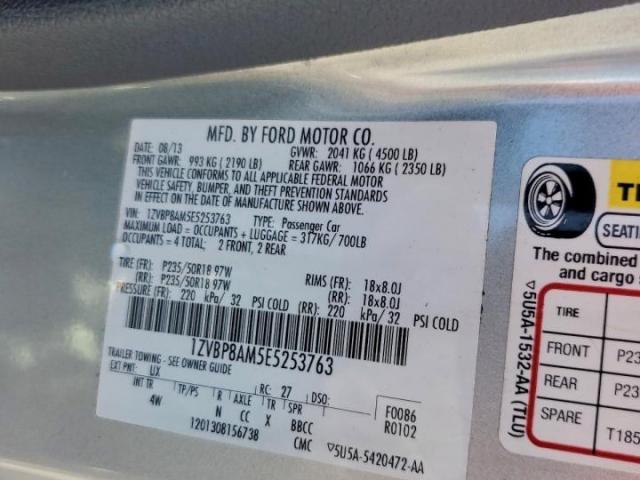 MFD. BY FORD MOTOR CO.
DATE: 08/13 GVWR: 2041 KG ( 4500 LB)
FRONT GAWR: 993 KG ( 2190 LB) REAR GAWR: 1066 KG ( 2350 LB)
THIS VEHICLE CONFORMS TO ALL APPLICABLE FEDERAL MOTOR
VEHICLE SAFETY, BUMPER, AND THEFT PREVENTION STANDARDS
IN EFFECT ON THE DATE OF MANUFACTURE SHOWN ABOVE.
VIN: 1ZVBP8AM5E5253763 TYPE: Passenger Car
MAXIMUM LOAD = OCCUPANTS + LUGGAGE = 317KG/ 700LB
OCCUPANTS = 4 TOTAL; 2 FRONT, 2 REAR
TIRE (FR): P235/50R18 97W RIMS (FR): 18x8.0J
(RR): P235/50R18 97W (RR): 18x8.0J
PRESSURE (FR): 220 kPa/ 32 PSI COLD (RR): 220 kPa/ 32 PSI COLD
1ZVBP8AM5E5253763
TRAILER TOWING - SEE OWNER GUIDE
EXT PNT: UX RC: 27 DSO:
INT TR TP/PS R AXLE TR SPR F0086
4W N CC X BBCC R0102
1201308156738 CMC ▽5U5A-5420472-AA
SEATI
The combined
and cargo
TIRE
FRONT P23
REAR P23
SPARE T185
▽5U5A-1532-AA (TLU)